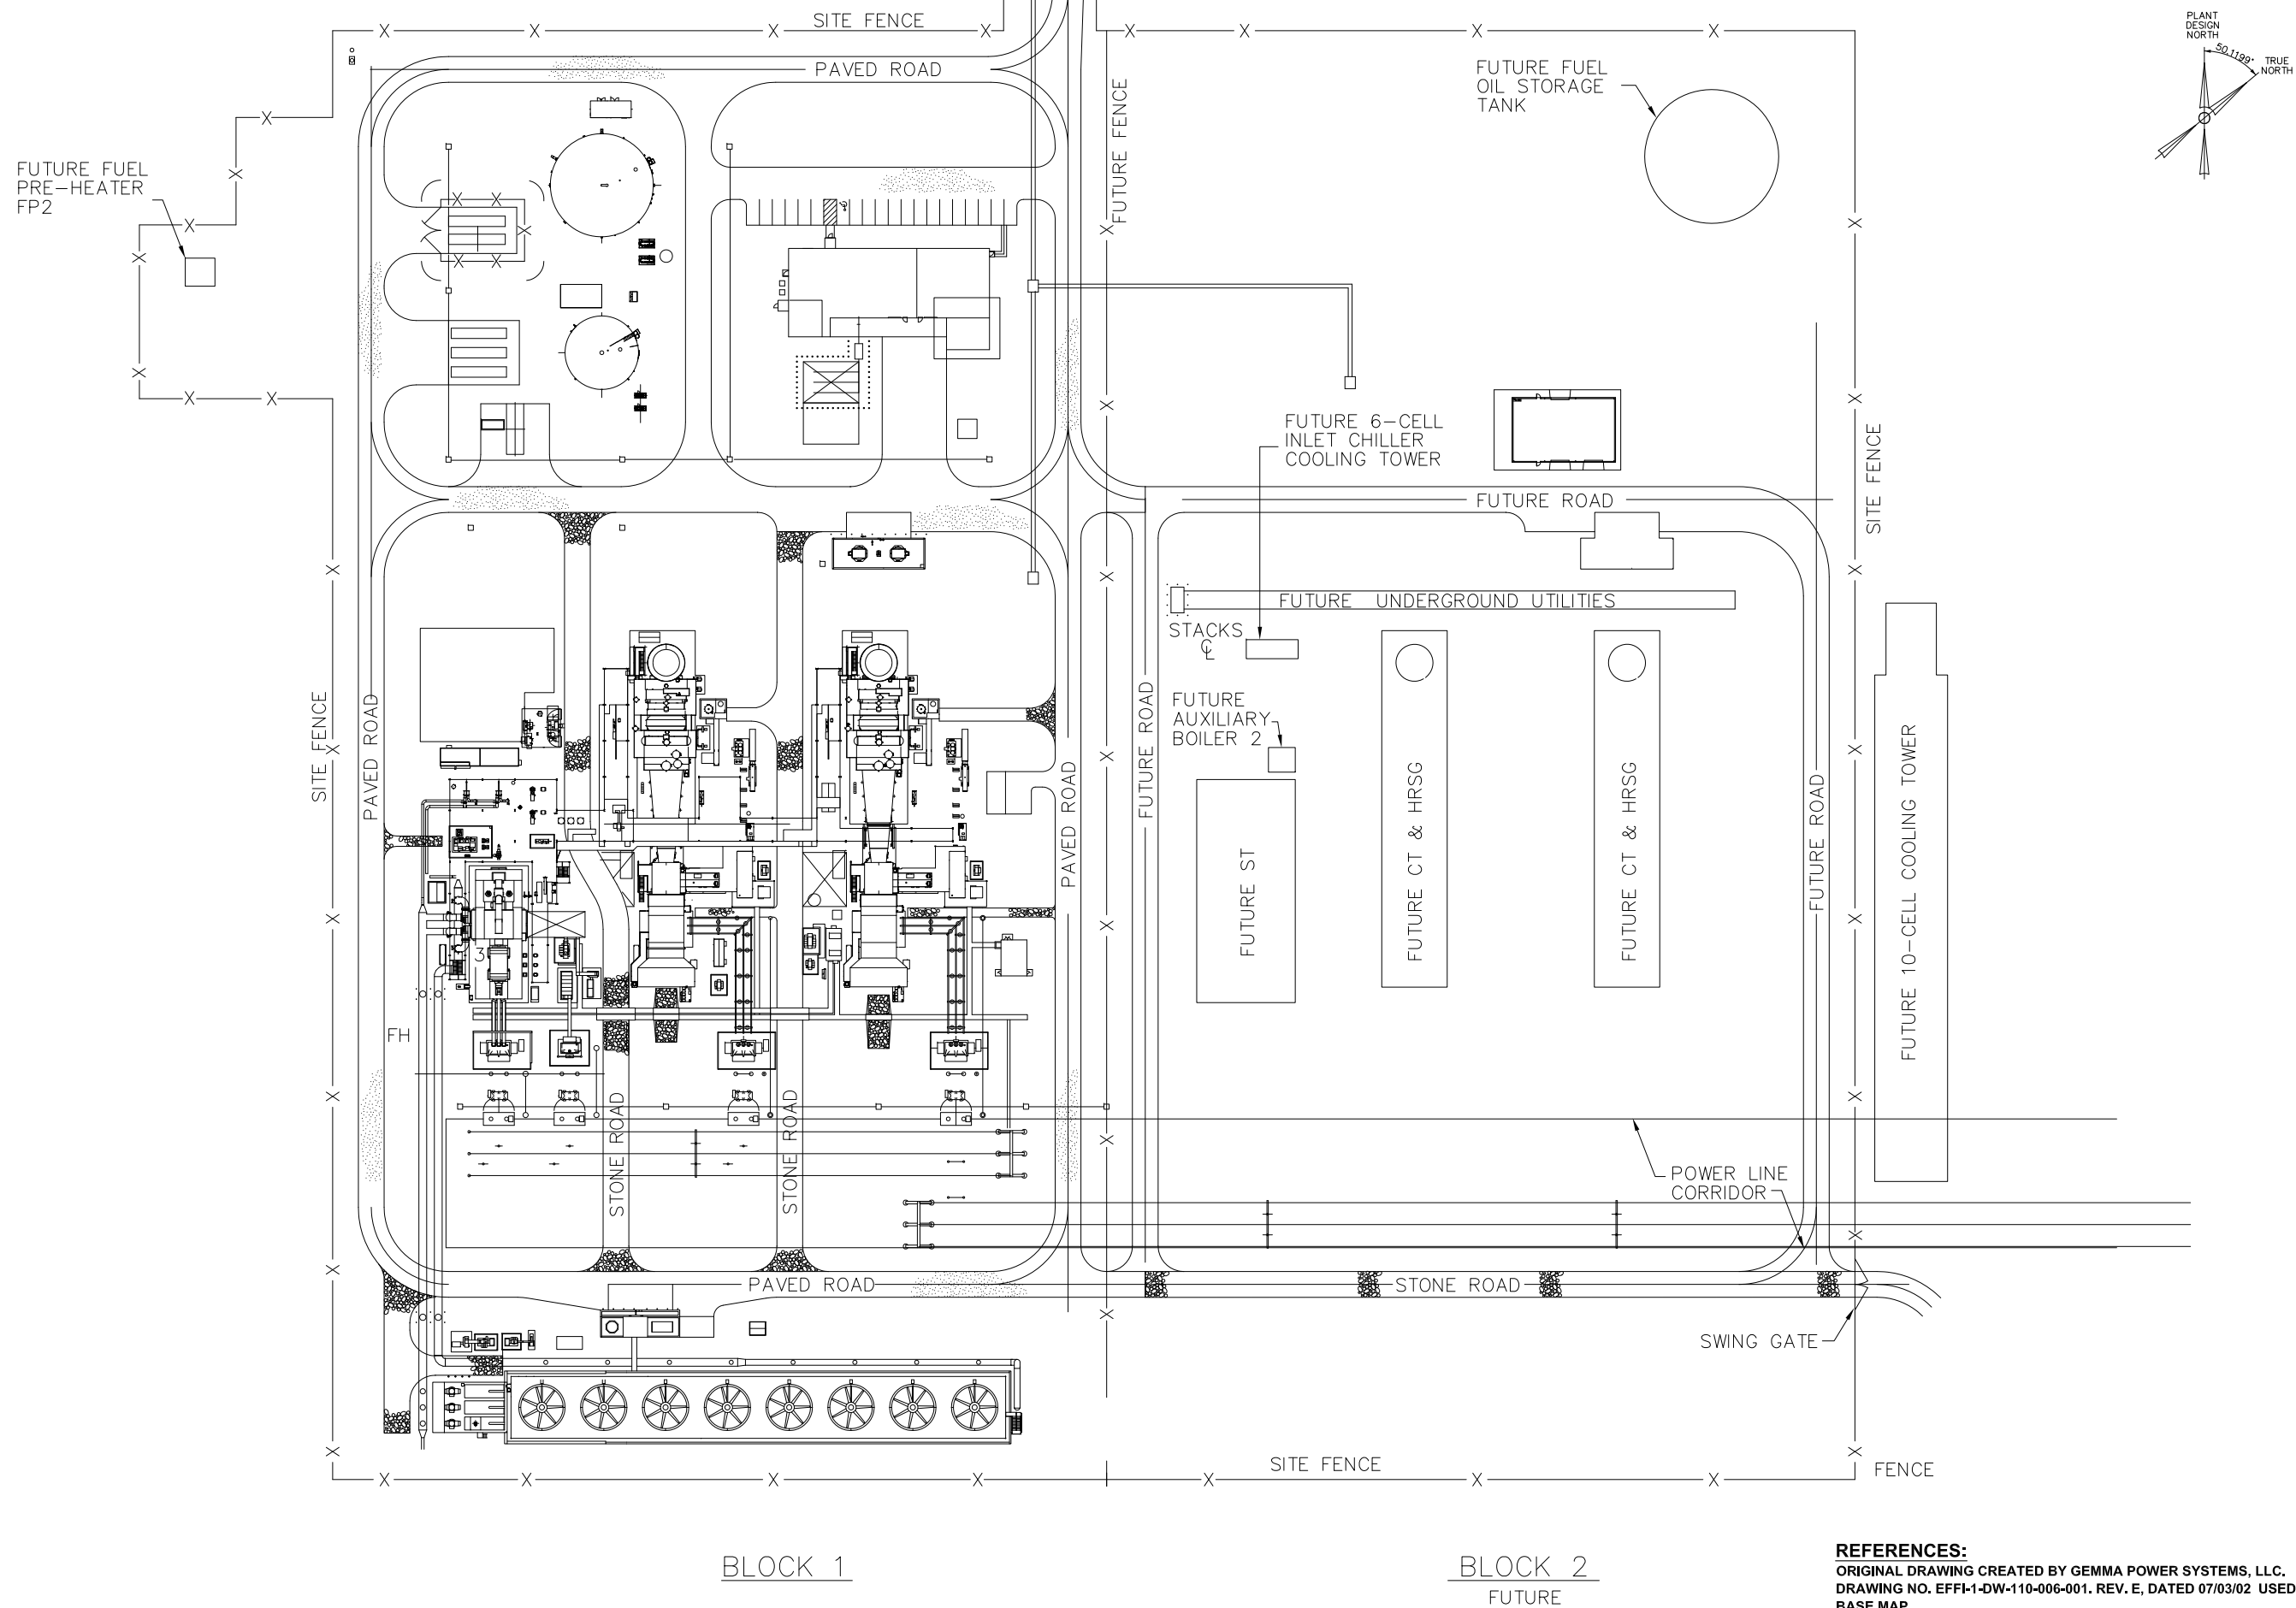 SITE FENCE
PAVED ROAD
PLANT
DESIGN
NORTH
50.1199°
TRUE
NORTH
FUTURE FUEL
OIL STORAGE
TANK
FUTURE FENCE
FUTURE FUEL
PRE-HEATER
FP2
FUTURE 6-CELL
INLET CHILLER
COOLING TOWER
SITE FENCE
FUTURE ROAD
FUTURE UNDERGROUND UTILITIES
STACKS
℄
FUTURE
AUXILIARY
BOILER 2
SITE FENCE
PAVED ROAD
PAVED ROAD
FUTURE ROAD
FUTURE ST
FUTURE CT & HRSG
FUTURE CT & HRSG
FUTURE ROAD
FUTURE 10-CELL COOLING TOWER
3
FH
STONE ROAD
STONE ROAD
POWER LINE
CORRIDOR
PAVED ROAD
STONE ROAD
SWING GATE
SITE FENCE
FENCE
BLOCK 1
BLOCK 2
FUTURE
REFERENCES:
ORIGINAL DRAWING CREATED BY GEMMA POWER SYSTEMS, LLC.
DRAWING NO. EFFI-1-DW-110-006-001. REV. E, DATED 07/03/02 USED
BASE MAP